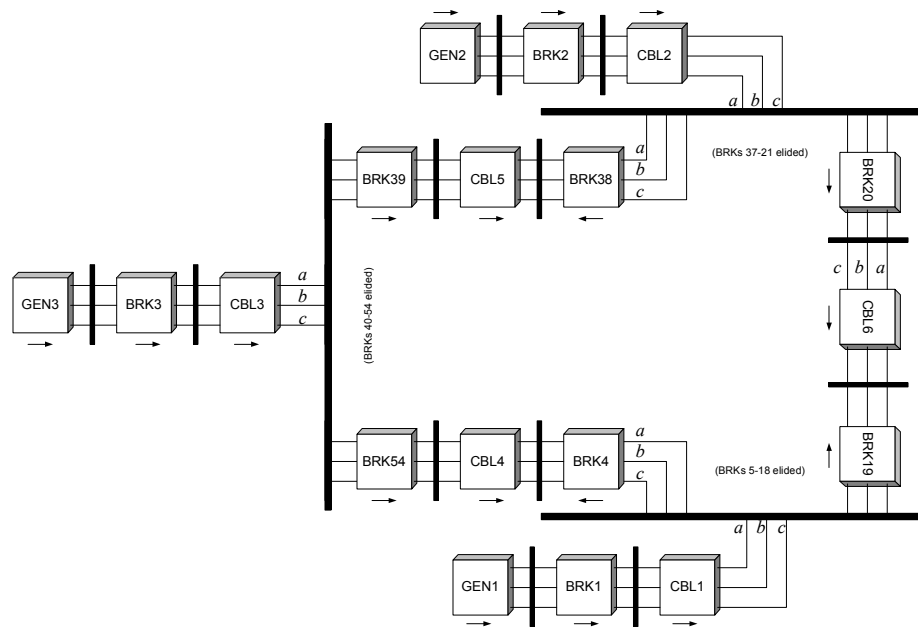 GEN2 BRK2 CBL2
a b c
BRK39 CBL5 BRK38
a
b
c
(BRKs 37-21 elided)
BRK20
c b a
GEN3 BRK3 CBL3
a
b
c
(BRKs 40-54 elided)
CBL6
BRK54 CBL4 BRK4
a
b
c
(BRKs 5-18 elided)
BRK19
a b c
GEN1 BRK1 CBL1